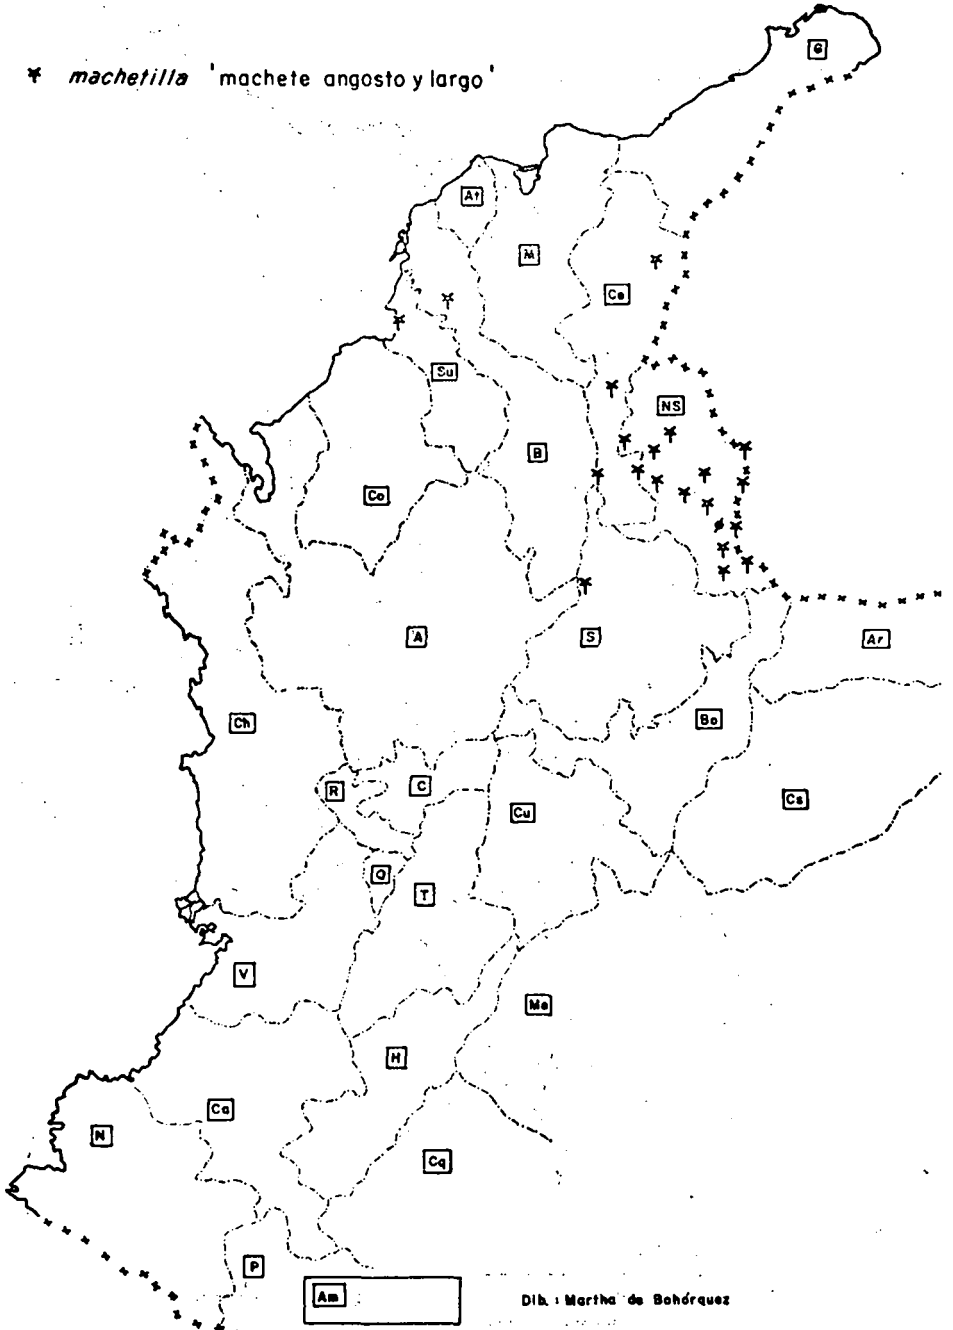 machetilla 'machete angosto y largo'
G
At
M
Ce
Su
NS
B
Co
A
S
Ar
Ch
Bo
R
C
Cs
Cu
Q
T
V
Me
H
Ca
N
Cq
P
Am
Dib. : Martha de Bohórquez